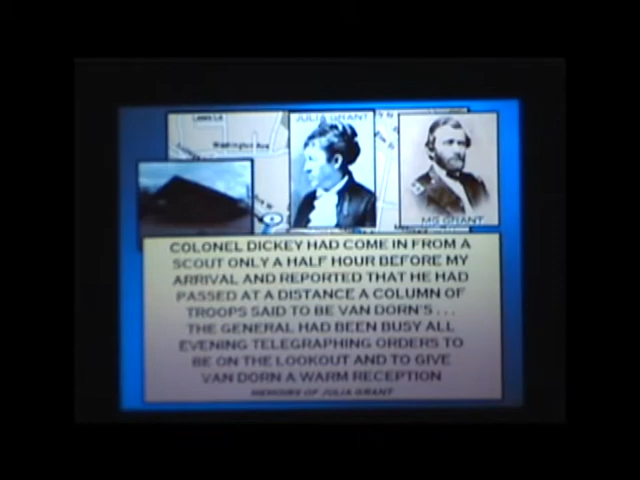 Washington Ave
JULIA GRANT
MG GRANT
COLONEL DICKEY HAD COME IN FROM A
SCOUT ONLY A HALF HOUR BEFORE MY
ARRIVAL AND REPORTED THAT HE HAD
PASSED AT A DISTANCE A COLUMN OF
TROOPS SAID TO BE VAN DORN'S . . .
THE GENERAL HAD BEEN BUSY ALL
EVENING TELEGRAPHING ORDERS TO
BE ON THE LOOKOUT AND TO GIVE
VAN DORN A WARM RECEPTION
MEMOIRS OF JULIA GRANT